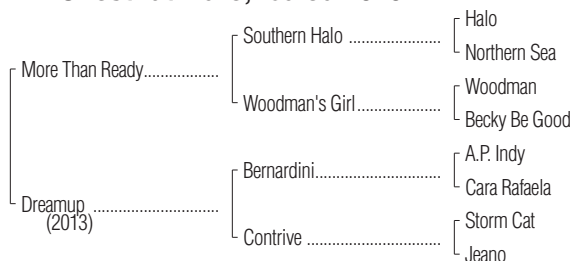 Halo
Southern Halo
Northern Sea
More Than Ready
Woodman
Woodman's Girl
Becky Be Good
A.P. Indy
Bernardini
Cara Rafaela
Dreamup
(2013)
Storm Cat
Contrive
Jeano